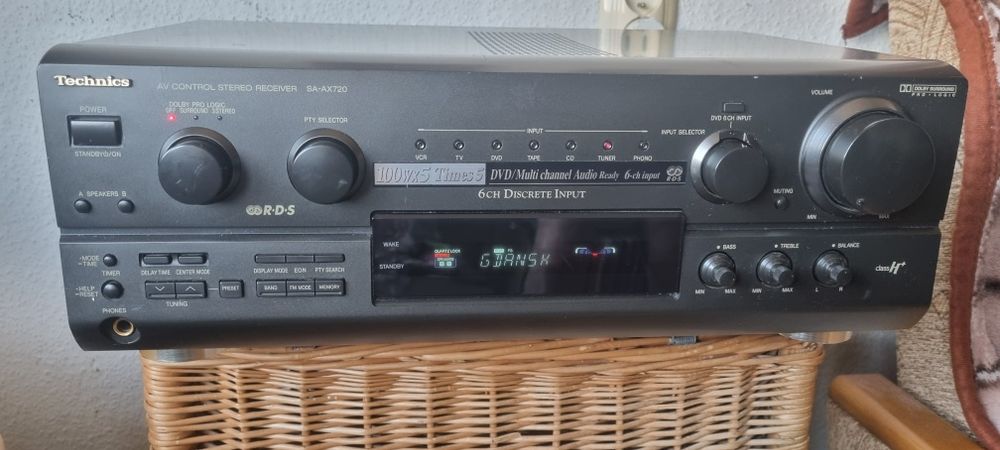 Technics
AV CONTROL STEREO RECEIVER SA-AX720
POWER
STANDBY⏻/ON
DOLBY PRO LOGIC
OFF SURROUND 3STEREO
PTY SELECTOR
INPUT
VCR TV DVD TAPE CD TUNER PHONO
INPUT SELECTOR
DVD 6CH INPUT
VOLUME
DOLBY SURROUND
PRO • LOGIC
100Wx5 Times 5
DVD/Multi channel Audio Ready 6-ch input
R•D•S
6CH DISCRETE INPUT
A SPEAKERS B
R•D•S
MUTING
MIN MAX
WAKE
STANDBY
GDANSK
-MODE
-TIME
TIMER
-HELP
-RESET
PHONES
DELAY TIME CENTER MODE
TUNING
PRESET
DISPLAY MODE EON PTY SEARCH
BAND FM MODE MEMORY
BASS TREBLE BALANCE
MIN MAX MIN MAX L R
class H+